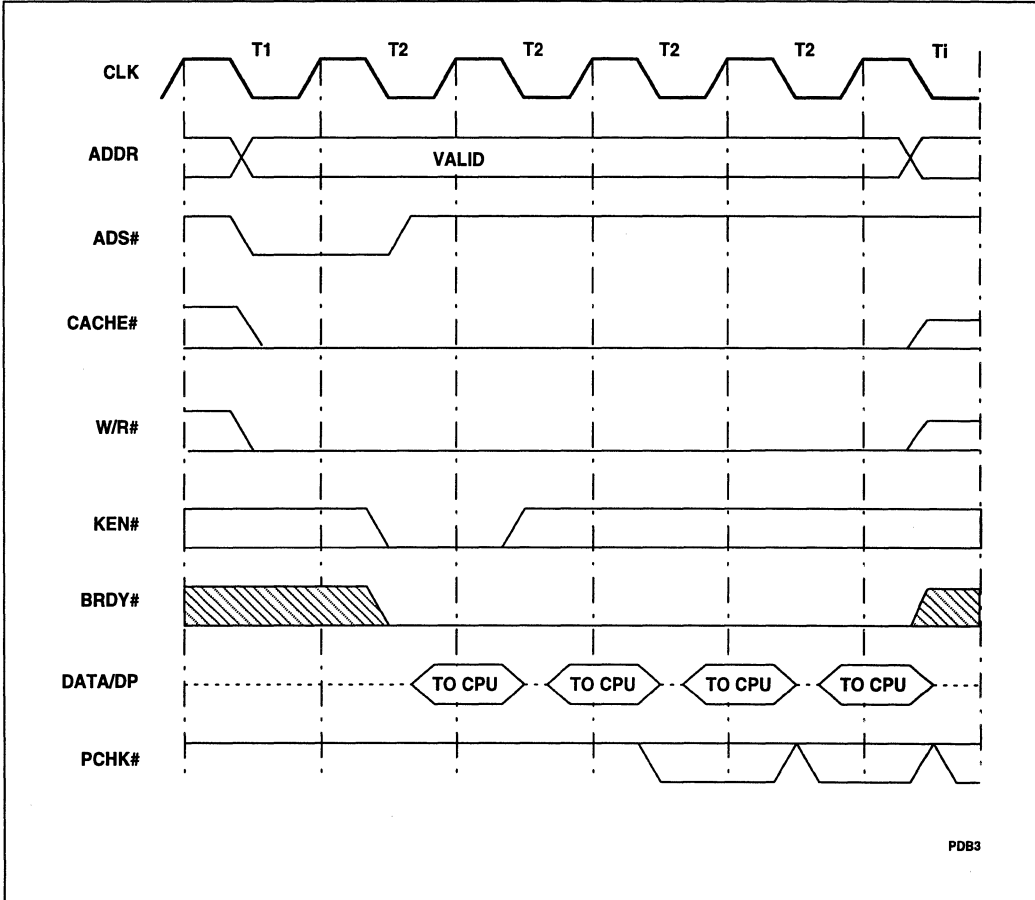 T1 T2 T2 T2 T2 Ti
CLK
ADDR VALID
ADS#
CACHE#
W/R#
KEN#
BRDY#
DATA/DP TO CPU TO CPU TO CPU TO CPU
PCHK#
PDB3